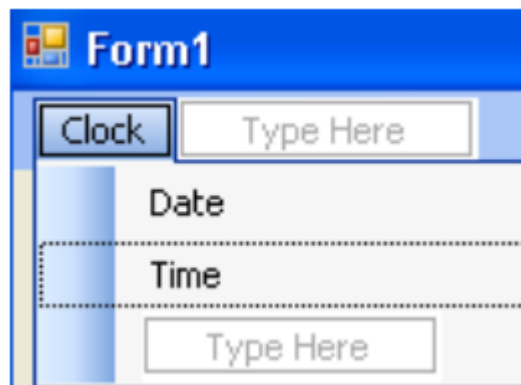 Form1
Clock Type Here
Date
Time
Type Here